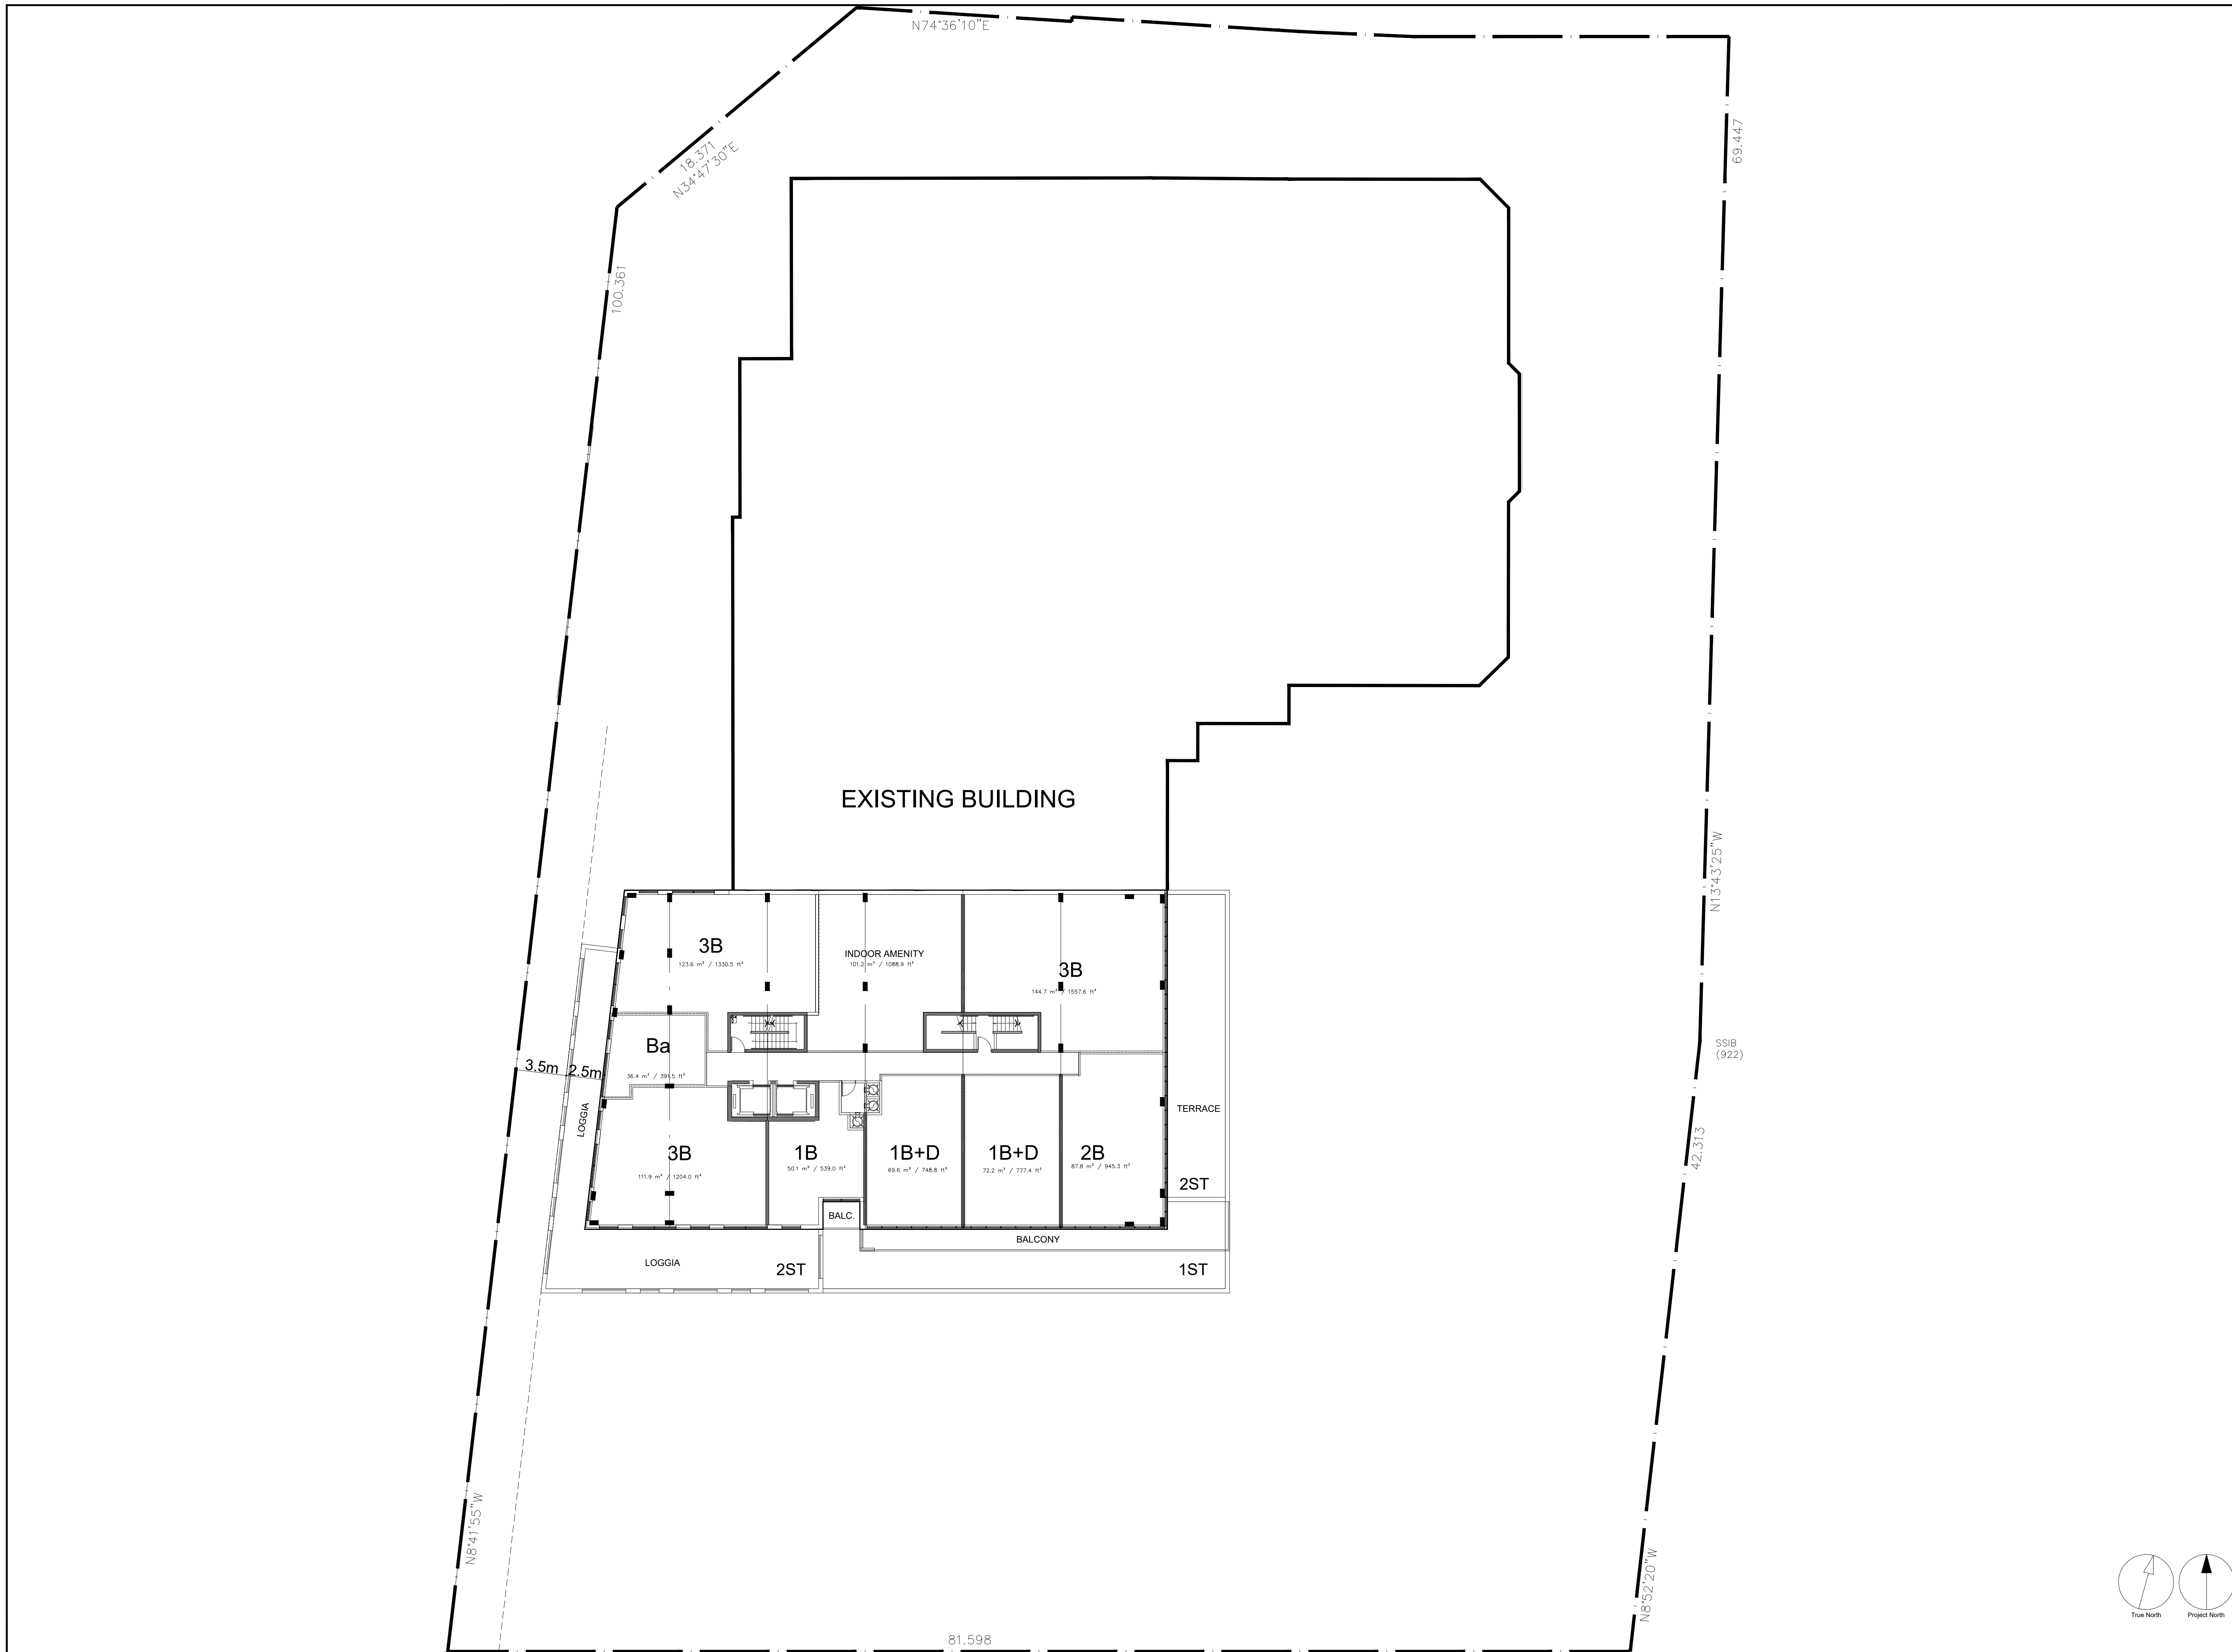 N74°36'10"E
18.371
N34°47'30"E
69.447
100.361
EXISTING BUILDING
N13°43'25"W
3B
123.6 m² / 1330.5 ft²
INDOOR AMENITY
101.2 m² / 1088.9 ft²
3B
144.7 m² / 1557.6 ft²
Ba
36.4 m² / 391.5 ft²
3.5m
2.5m
SSIB
(922)
LOGGIA
TERRACE
3B
111.9 m² / 1204.0 ft²
1B
50.1 m² / 539.0 ft²
1B+D
69.6 m² / 748.8 ft²
1B+D
72.2 m² / 777.4 ft²
2B
87.8 m² / 945.3 ft²
42.313
2ST
BALC.
BALCONY
LOGGIA
2ST
1ST
N8°41'55"W
N8°52'20"W
True North
Project North
81.598